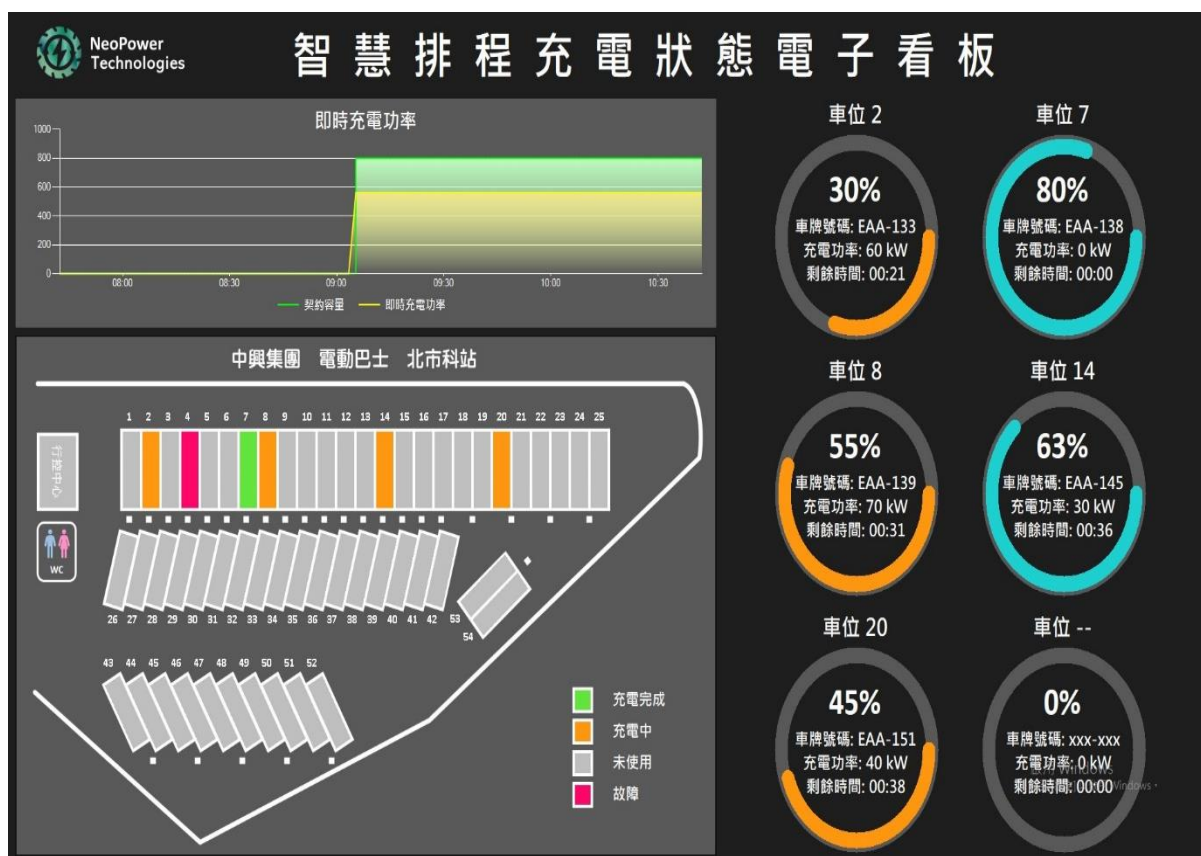 NeoPower
Technologies
智慧排程充電狀態電子看板
即時充電功率
1000
800
600
400
200
0
08:00 08:30 09:00 09:30 10:00 10:30
契約容量 即時充電功率
中興集團 電動巴士 北市科站
1 2 3 4 5 6 7 8 9 10 11 12 13 14 15 16 17 18 19 20 21 22 23 24 25
行控中心
WC
26 27 28 29 30 31 32 33 34 35 36 37 38 39 40 41 42 53
54
43 44 45 46 47 48 49 50 51 52
充電完成
充電中
未使用
故障
車位 2
30%
車牌號碼: EAA-133
充電功率: 60 kW
剩餘時間: 00:21
車位 7
80%
車牌號碼: EAA-138
充電功率: 0 kW
剩餘時間: 00:00
車位 8
55%
車牌號碼: EAA-139
充電功率: 70 kW
剩餘時間: 00:31
車位 14
63%
車牌號碼: EAA-145
充電功率: 30 kW
剩餘時間: 00:36
車位 20
45%
車牌號碼: EAA-151
充電功率: 40 kW
剩餘時間: 00:38
車位 --
0%
車牌號碼: xxx-xxx
充電功率: 0 kW
剩餘時間: 00:00
Windows
Windows。